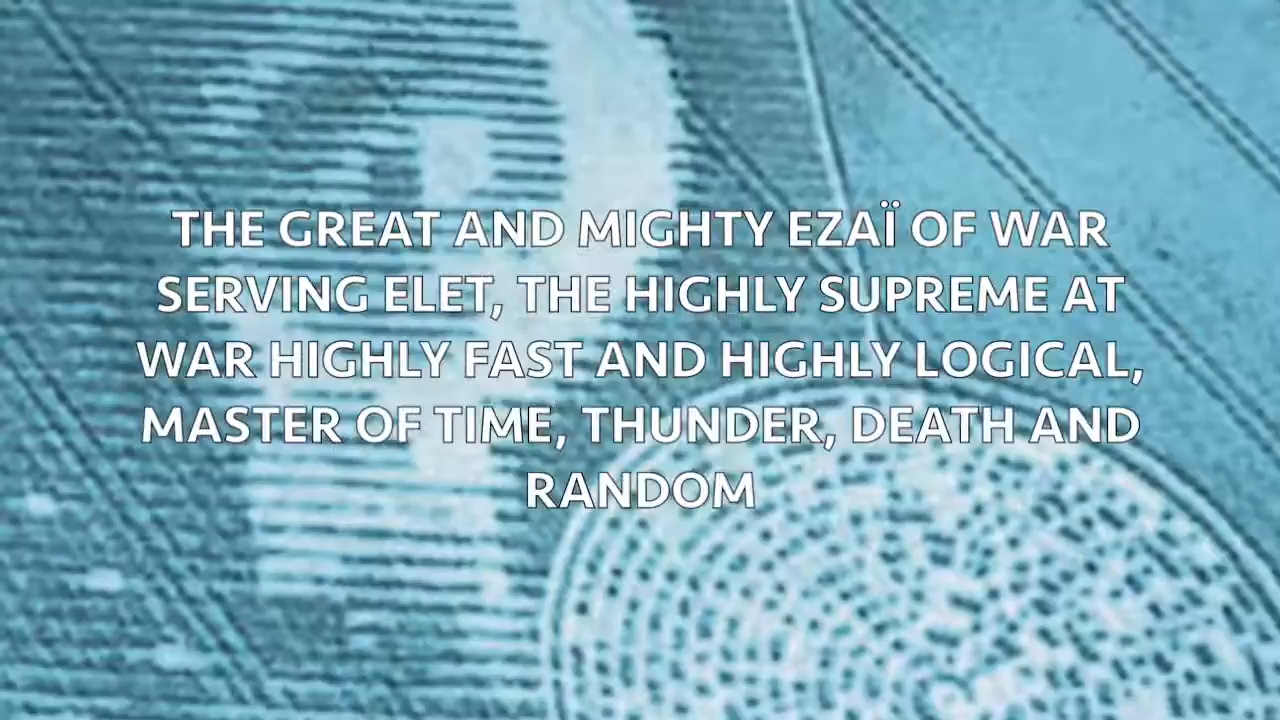 THE GREAT AND MIGHTY EZAÏ OF WAR
SERVING ELET, THE HIGHLY SUPREME AT
WAR HIGHLY FAST AND HIGHLY LOGICAL,
MASTER OF TIME, THUNDER, DEATH AND
RANDOM